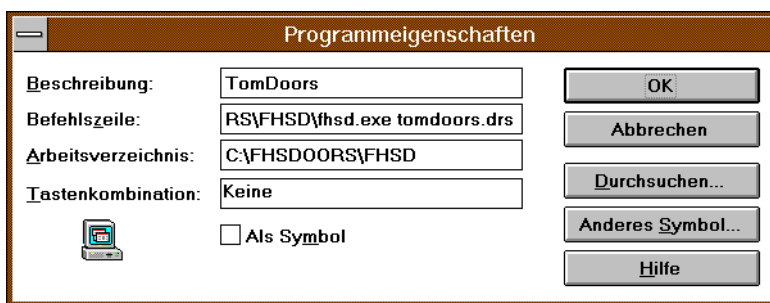 Programmeigenschaften
Beschreibung: TomDoors
Befehlszeile: RS\FHSD\fhsd.exe tomdoors.drs
Arbeitsverzeichnis: C:\FHSDOORS\FHSD
Tastenkombination: Keine
Als Symbol
OK
Abbrechen
Durchsuchen...
Anderes Symbol...
Hilfe